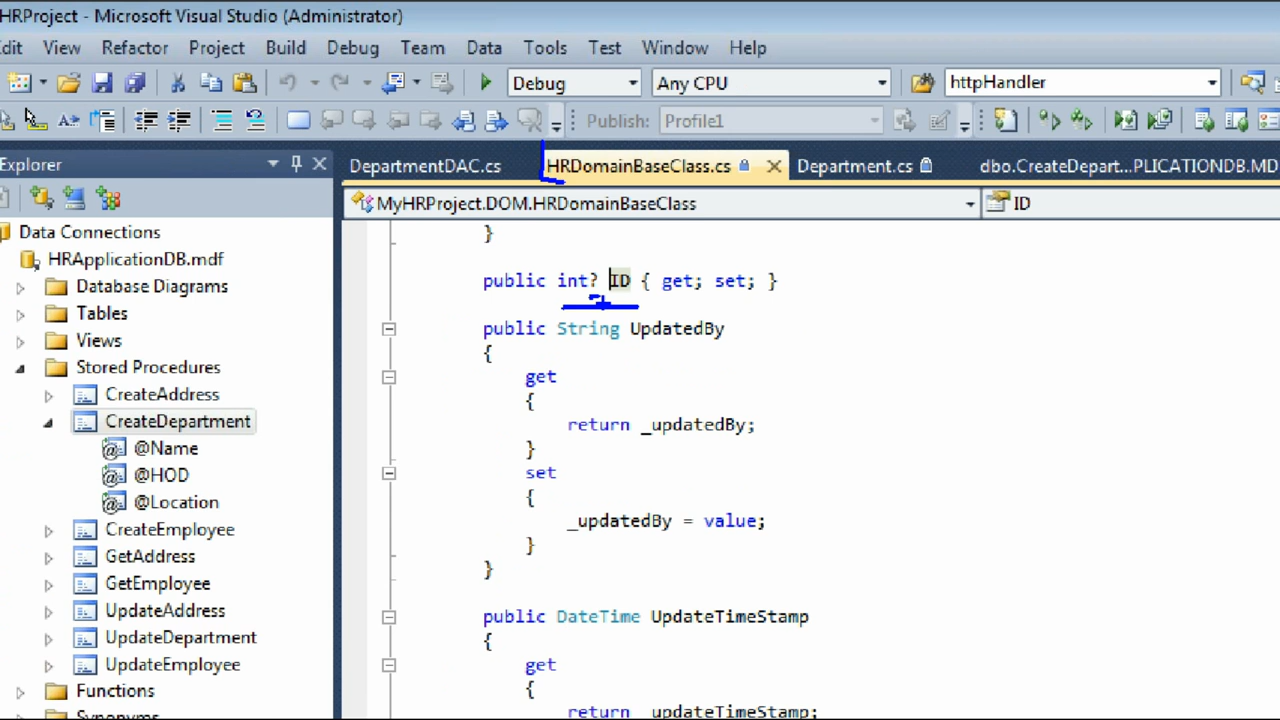 HRProject - Microsoft Visual Studio (Administrator)
dit View Refactor Project Build Debug Team Data Tools Test Window Help
Debug Any CPU httpHandler
Publish: Profile1
Explorer
DepartmentDAC.cs HRDomainBaseClass.cs Department.cs dbo.CreateDepart...PLICATIONDB.MD
MyHRProject.DOM.HRDomainBaseClass ID
Data Connections
HRApplicationDB.mdf
Database Diagrams
Tables
Views
Stored Procedures
CreateAddress
CreateDepartment
@Name
@HOD
@Location
CreateEmployee
GetAddress
GetEmployee
UpdateAddress
UpdateDepartment
UpdateEmployee
Functions
Synonyms
}
public int? ID { get; set; }
public String UpdatedBy
{
get
{
return _updatedBy;
}
set
{
_updatedBy = value;
}
}
public DateTime UpdateTimeStamp
{
get
{
return _updateTimeStamp;